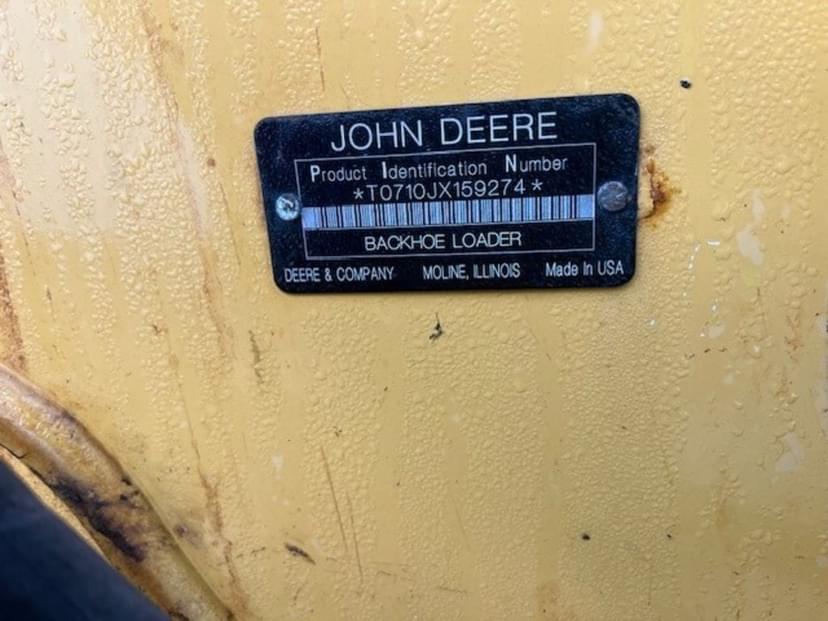 JOHN DEERE
Product Identification Number
*T0710JX159274*
BACKHOE LOADER
DEERE & COMPANY MOLINE, ILLINOIS Made In USA